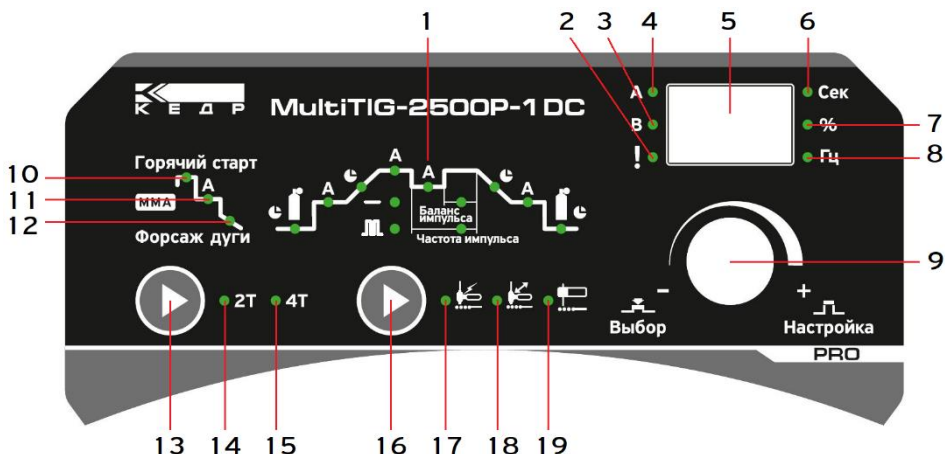 1 2 3 4 5 6
КЕДР
MultiTIG-2500P-1 DC
А
Сек
В
%
7
!
Гц
8
10
Горячий старт
А
А
11
MMA
А
А
А
12
Форсаж дуги
Баланс
импульса
Частота импульса
9
2T
4T
-
+
Выбор
Настройка
PRO
13 14 15 16 17 18 19